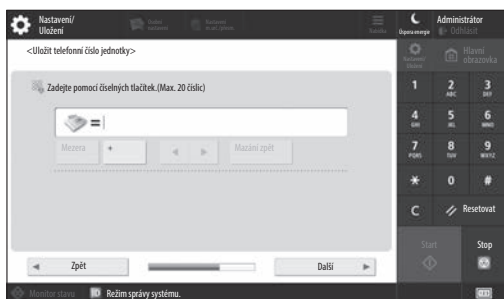 Nastavení/
Uložení
Administrátor
Úspora energie
Odhlásit
<Uložit telefonní číslo jednotky>
Hlavní
obrazovka
Zadejte pomocí číselných tlačítek.(Max. 20 číslic)
=
Mezera
+
Mazání zpět
1
2
ABC
3
DEF
4
GHI
5
JKL
6
MNO
7
PQRS
8
TUV
9
WXYZ
*
0
#
C
Resetovat
Start
Stop
Zpět
Další
Monitor stavu
Režim správy systému.